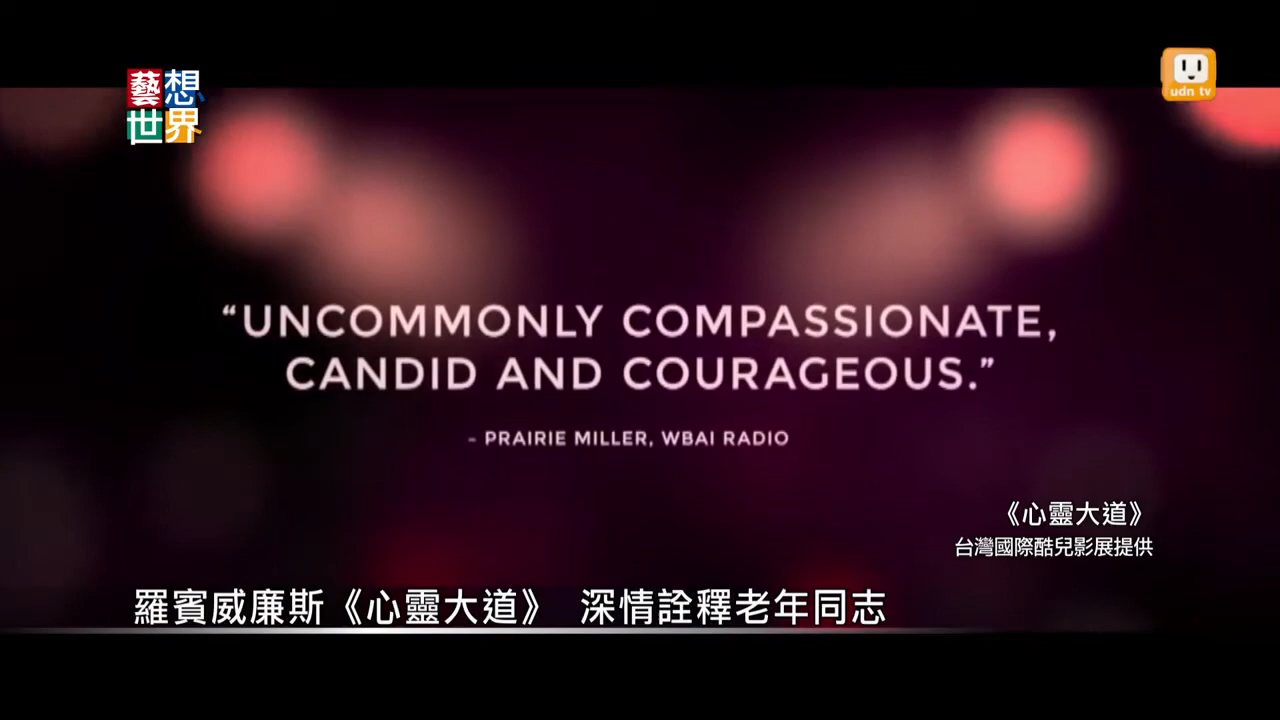 藝想
世界
udn tv
“UNCOMMONLY COMPASSIONATE,
CANDID AND COURAGEOUS.”
- PRAIRIE MILLER, WBAI RADIO
《心靈大道》
台灣國際酷兒影展提供
羅賓威廉斯《心靈大道》 深情詮釋老年同志